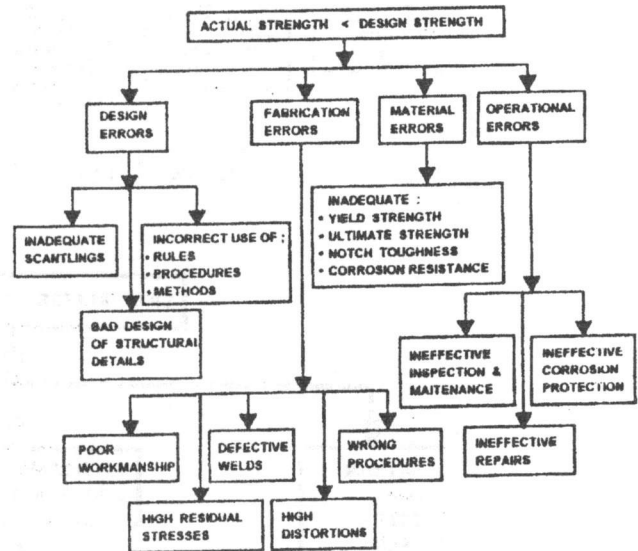 ACTUAL STRENGTH < DESIGN STRENGTH
DESIGN
ERRORS
FABRICATION
ERRORS
MATERIAL
ERRORS
OPERATIONAL
ERRORS
INADEQUATE
SCANTLINGS
INCORRECT USE OF ;
• RULES
• PROCEDURES
• METHODS
BAD DESIGN
OF STRUCTURAL
DETAILS
INADEQUATE :
• YIELD STRENGTH
• ULTIMATE STRENGTH
• NOTCH TOUGHNESS
• CORROSION RESISTANCE
INEFFECTIVE
INSPECTION &
MAITENANCE
INEFFECTIVE
CORROSION
PROTECTION
INEFFECTIVE
REPAIRS
POOR
WORKMANSHIP
DEFECTIVE
WELDS
WRONG
PROCEDURES
HIGH RESIDUAL
STRESSES
HIGH
DISTORTIONS